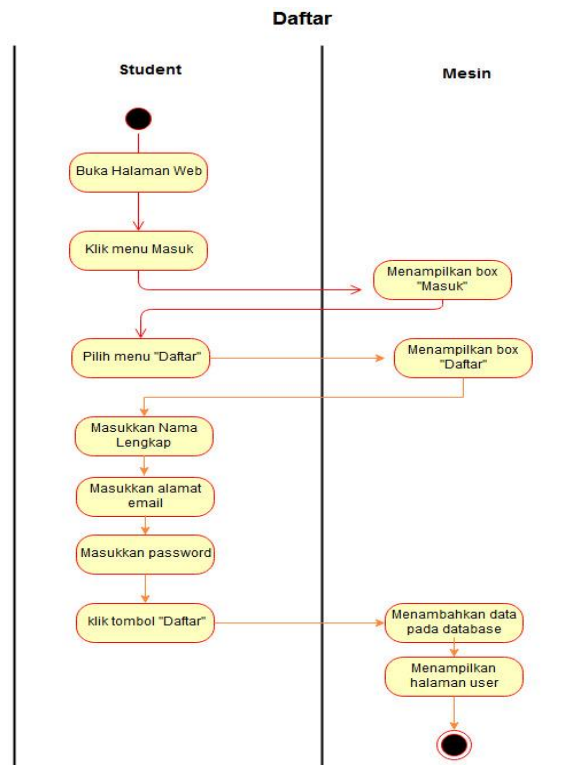 Daftar
Student
Mesin
Buka Halaman Web
Klik menu Masuk
Menampilkan box
"Masuk"
Pilih menu "Daftar"
Menampilkan box
"Daftar"
Masukkan Nama
Lengkap
Masukkan alamat
email
Masukkan password
klik tombol "Daftar"
Menambahkan data
pada database
Menampilkan
halaman user